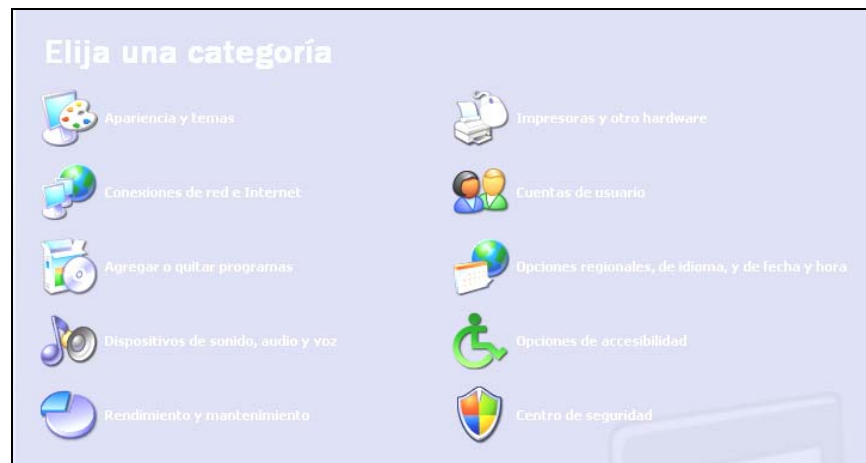 Elija una categoría
Apariencia y temas
Impresoras y otro hardware
Conexiones de red e Internet
Cuentas de usuario
Agregar o quitar programas
Opciones regionales, de idioma, y de fecha y hora
Dispositivos de sonido, audio y voz
Opciones de accesibilidad
Rendimiento y mantenimiento
Centro de seguridad